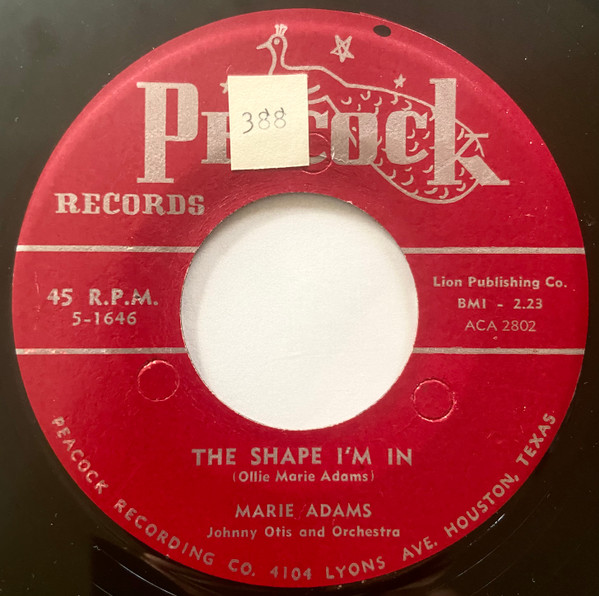 Peacock
388
RECORDS
45 R.P.M.
5-1646
Lion Publishing Co.
BMI - 2.23
ACA 2802
THE SHAPE I'M IN
(Ollie Marie Adams)
MARIE ADAMS
Johnny Otis and Orchestra
PEACOCK RECORDING CO. 4104 LYONS AVE. HOUSTON, TEXAS